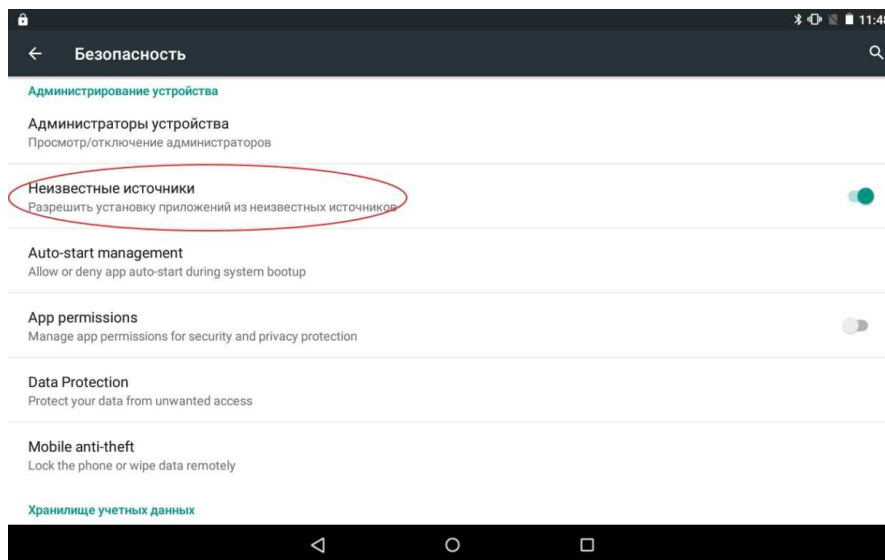 11:48
Безопасность
Администрирование устройства
Администраторы устройства
Просмотр/отключение администраторов
Неизвестные источники
Разрешить установку приложений из неизвестных источников
Auto-start management
Allow or deny app auto-start during system bootup
App permissions
Manage app permissions for security and privacy protection
Data Protection
Protect your data from unwanted access
Mobile anti-theft
Lock the phone or wipe data remotely
Хранилище учетных данных